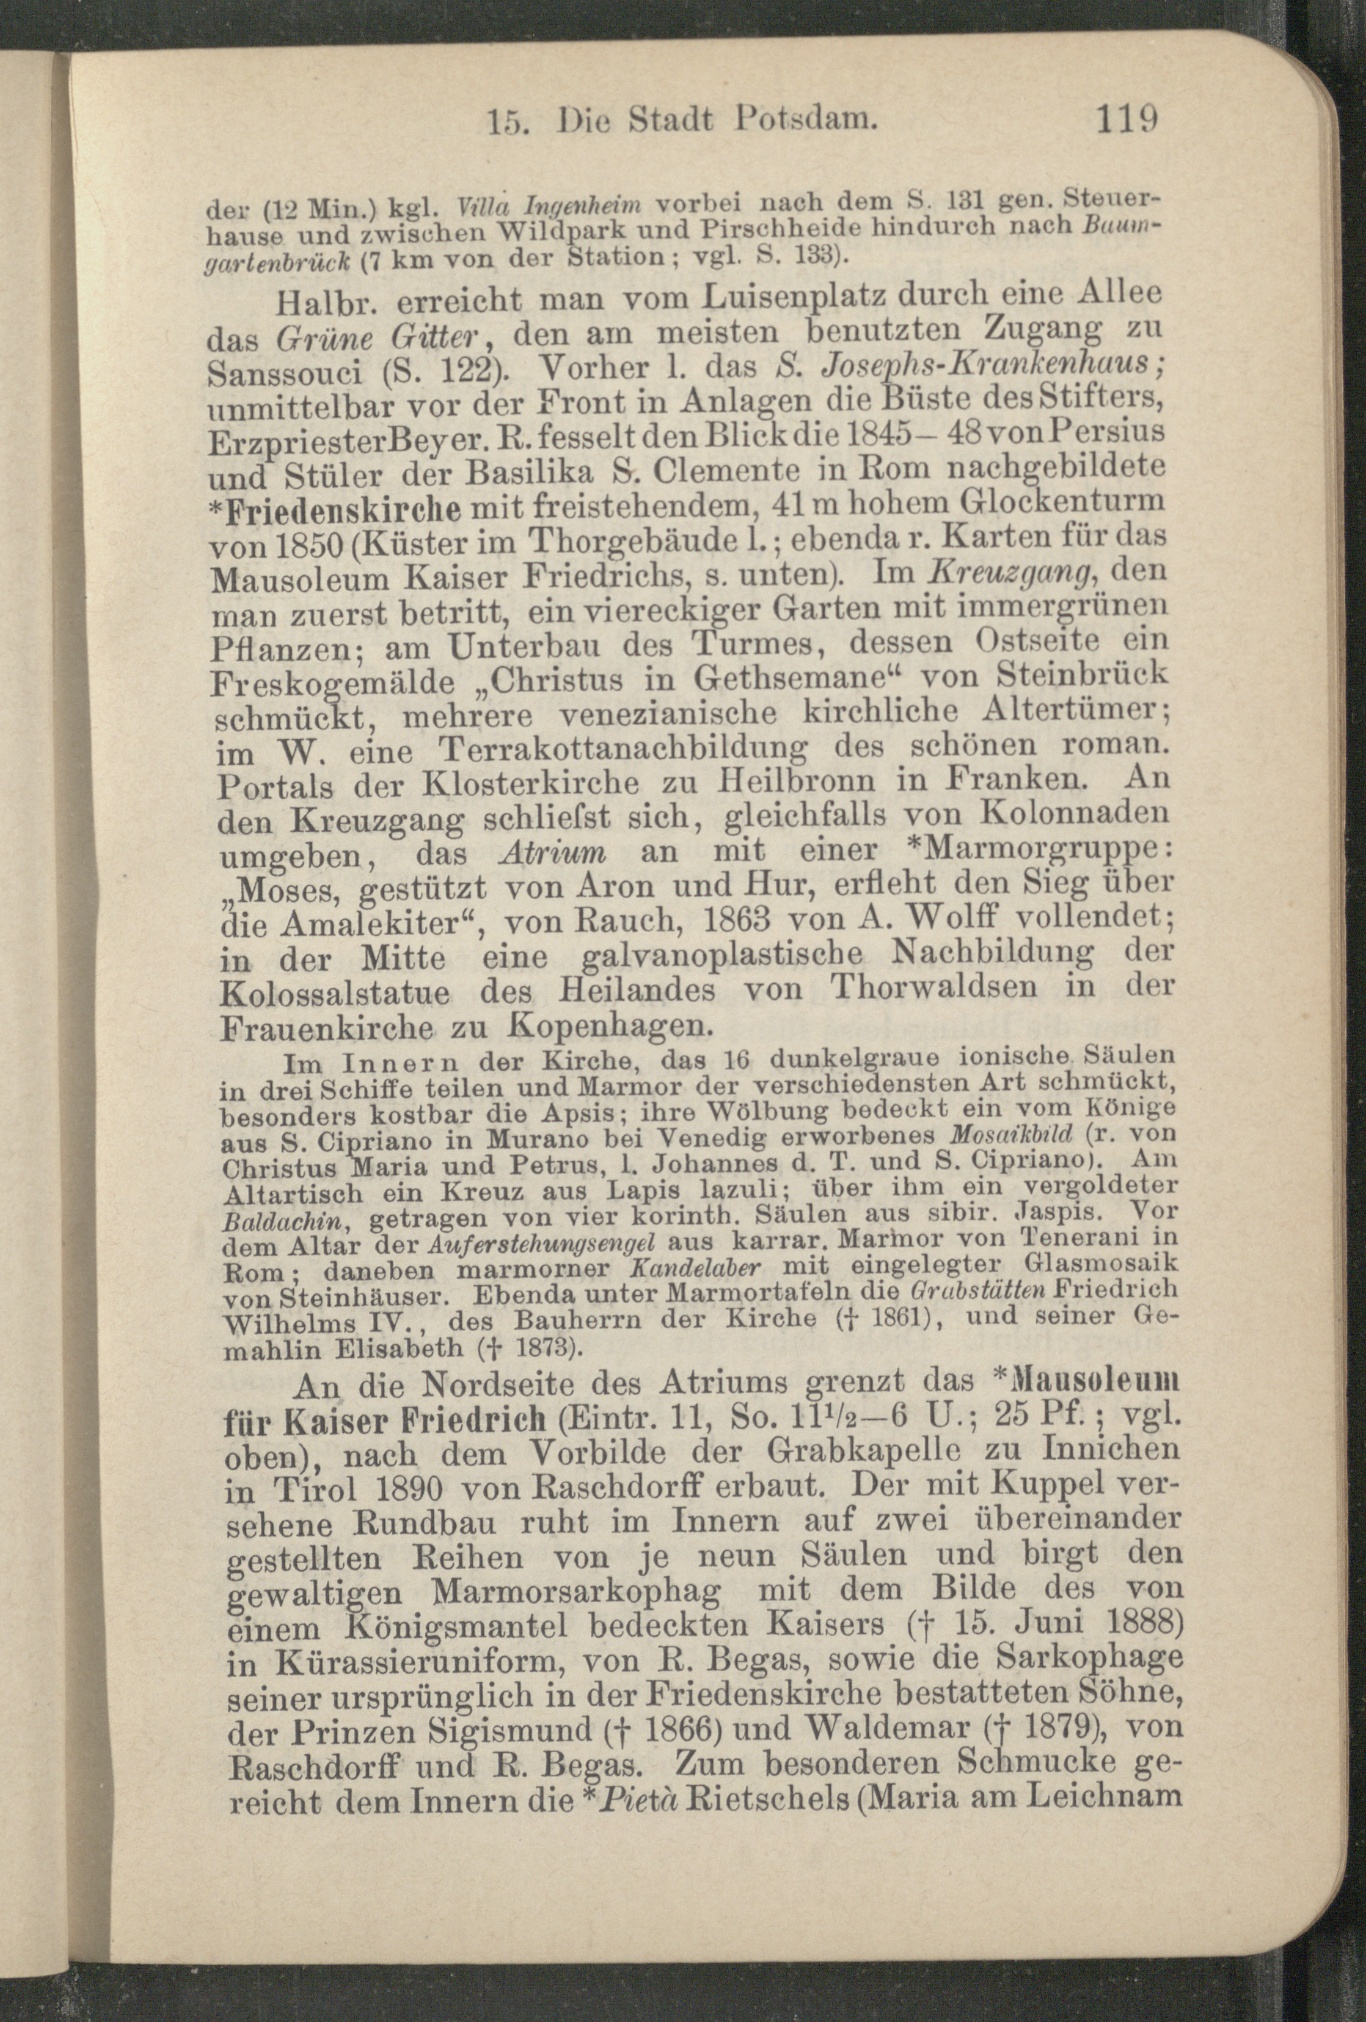 15. Die Stadt Potsdam. 119
der (12 Min.) kgl. Villa Ingenheim vorbei nach dem S. 131 gen. Steuer-
hause und zwischen Wildpark und Pirschheide hindurch nach Baum-
gartenbrück (7 km von der Station; vgl. S. 133).
Halbr. erreicht man vom Luisenplatz durch eine Allee
das Grüne Gitter, den am meisten benutzten Zugang zu
Sanssouci (S. 122). Vorher l. das S. Josephs-Krankenhaus;
unmittelbar vor der Front in Anlagen die Büste des Stifters,
Erzpriester Beyer. R. fesselt den Blick die 1845–48 von Persius
und Stüler der Basilika S. Clemente in Rom nachgebildete
*Friedenskirche mit freistehendem, 41 m hohem Glockenturm
von 1850 (Küster im Thorgebäude l.; ebenda r. Karten für das
Mausoleum Kaiser Friedrichs, s. unten). Im Kreuzgang, den
man zuerst betritt, ein viereckiger Garten mit immergrünen
Pflanzen; am Unterbau des Turmes, dessen Ostseite ein
Freskogemälde „Christus in Gethsemane“ von Steinbrück
schmückt, mehrere venezianische kirchliche Altertümer;
im W. eine Terrakottanachbildung des schönen roman.
Portals der Klosterkirche zu Heilbronn in Franken. An
den Kreuzgang schlieſst sich, gleichfalls von Kolonnaden
umgeben, das Atrium an mit einer *Marmorgruppe:
„Moses, gestützt von Aron und Hur, erfleht den Sieg über
die Amalekiter“, von Rauch, 1863 von A. Wolff vollendet;
in der Mitte eine galvanoplastische Nachbildung der
Kolossalstatue des Heilandes von Thorwaldsen in der
Frauenkirche zu Kopenhagen.
Im Innern der Kirche, das 16 dunkelgraue ionische Säulen
in drei Schiffe teilen und Marmor der verschiedensten Art schmückt,
besonders kostbar die Apsis; ihre Wölbung bedeckt ein vom Könige
aus S. Cipriano in Murano bei Venedig erworbenes Mosaikbild (r. von
Christus Maria und Petrus, l. Johannes d. T. und S. Cipriano). Am
Altartisch ein Kreuz aus Lapis lazuli; über ihm ein vergoldeter
Baldachin, getragen von vier korinth. Säulen aus sibir. Jaspis. Vor
dem Altar der Auferstehungsengel aus karrar. Marmor von Tenerani in
Rom; daneben marmorner Kandelaber mit eingelegter Glasmosaik
von Steinhäuser. Ebenda unter Marmortafeln die Grabstätten Friedrich
Wilhelms IV., des Bauherrn der Kirche († 1861), und seiner Ge-
mahlin Elisabeth († 1873).
An die Nordseite des Atriums grenzt das *Mausoleum
für Kaiser Friedrich (Eintr. 11, So. 11½—6 U.; 25 Pf.; vgl.
oben), nach dem Vorbilde der Grabkapelle zu Innichen
in Tirol 1890 von Raschdorff erbaut. Der mit Kuppel ver-
sehene Rundbau ruht im Innern auf zwei übereinander
gestellten Reihen von je neun Säulen und birgt den
gewaltigen Marmorsarkophag mit dem Bilde des von
einem Königsmantel bedeckten Kaisers († 15. Juni 1888)
in Kürassieruniform, von R. Begas, sowie die Sarkophage
seiner ursprünglich in der Friedenskirche bestatteten Söhne,
der Prinzen Sigismund († 1866) und Waldemar († 1879), von
Raschdorff und R. Begas. Zum besonderen Schmucke ge-
reicht dem Innern die *Pietà Rietschels (Maria am Leichnam